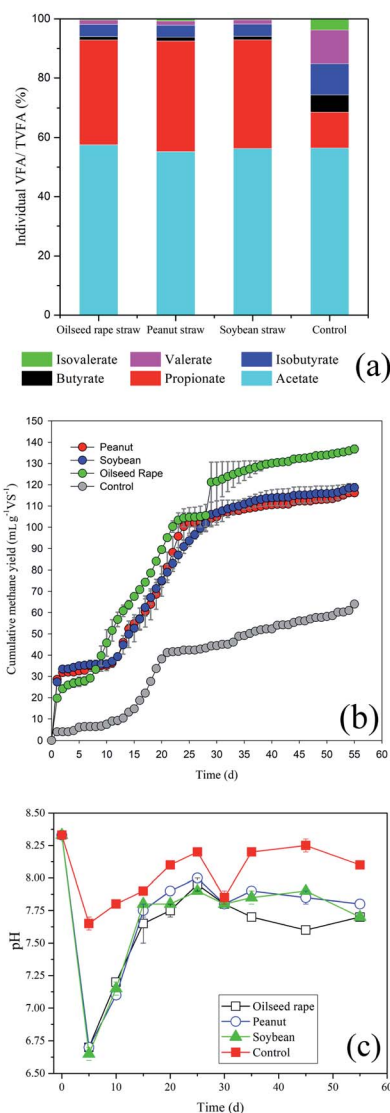 100
80
60
40
20
0
Individual VFA/ TVFA (%)
Oilseed rape straw Peanut straw Soybean straw Control
Isovalerate Valerate Isobutyrate
Butyrate Propionate Acetate
(a)
150
140
130
120
110
100
90
80
70
60
50
40
30
20
10
0
Cumulative methane yield (mL g⁻¹VS⁻¹)
Peanut
Soybean
Oilseed Rape
Control
(b)
0 5 10 15 20 25 30 35 40 45 50 55 60
Time (d)
8.50
8.25
8.00
7.75
7.50
7.25
7.00
6.75
6.50
pH
Oilseed rape
Peanut
Soybean
Control
(c)
0 10 20 30 40 50 60
Time (d)